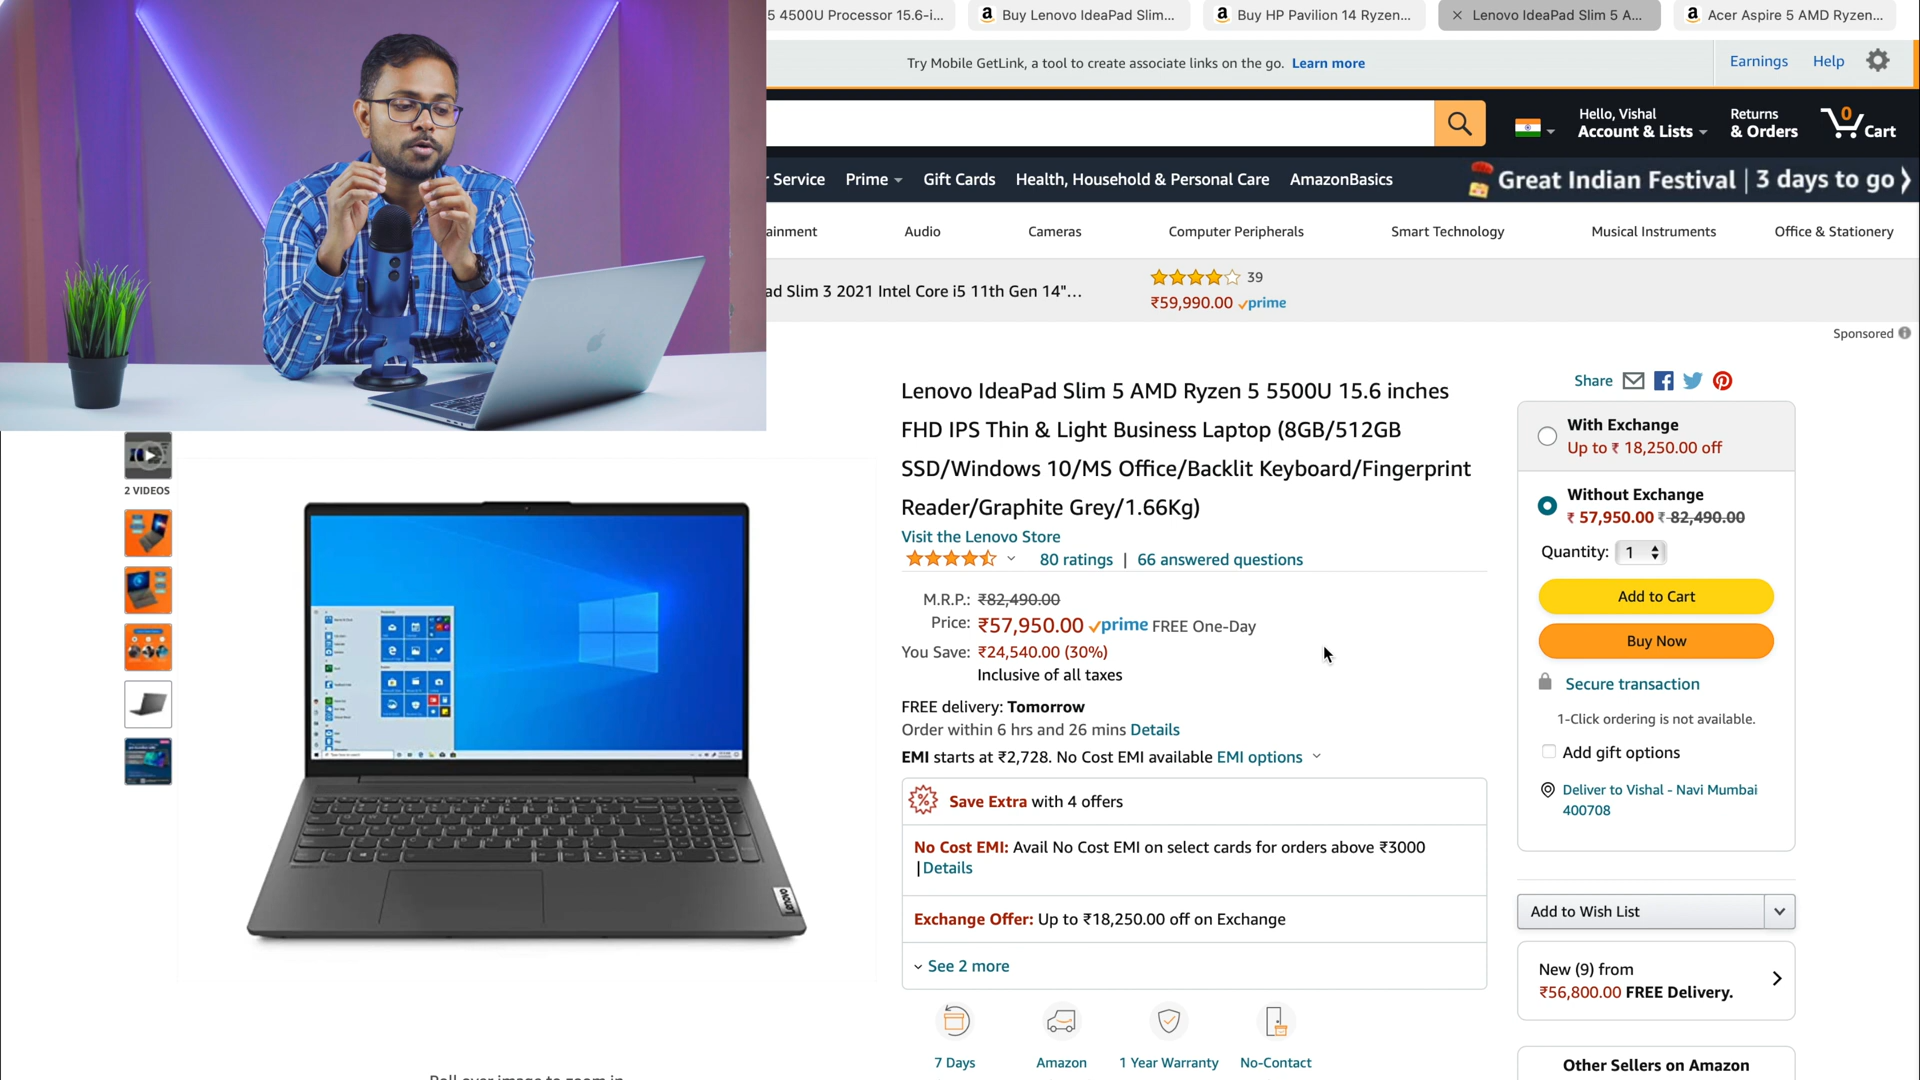 5 4500U Processor 15.6-i...
Buy Lenovo IdeaPad Slim...
Buy HP Pavilion 14 Ryzen...
Lenovo IdeaPad Slim 5 A...
Acer Aspire 5 AMD Ryzen...
Try Mobile GetLink, a tool to create associate links on the go. Learn more
Earnings
Help
Hello, Vishal
Account & Lists
Returns
& Orders
0
Cart
Service
Prime
Gift Cards
Health, Household & Personal Care
AmazonBasics
Great Indian Festival | 3 days to go
ainment
Audio
Cameras
Computer Peripherals
Smart Technology
Musical Instruments
Office & Stationery
ad Slim 3 2021 Intel Core i5 11th Gen 14"...
39
₹59,990.00 prime
Sponsored
Lenovo IdeaPad Slim 5 AMD Ryzen 5 5500U 15.6 inches
FHD IPS Thin & Light Business Laptop (8GB/512GB
SSD/Windows 10/MS Office/Backlit Keyboard/Fingerprint
Reader/Graphite Grey/1.66Kg)
Visit the Lenovo Store
80 ratings | 66 answered questions
M.R.P.: ₹82,490.00
Price: ₹57,950.00 prime FREE One-Day
You Save: ₹24,540.00 (30%)
Inclusive of all taxes
FREE delivery: Tomorrow
Order within 6 hrs and 26 mins Details
EMI starts at ₹2,728. No Cost EMI available EMI options
Save Extra with 4 offers
No Cost EMI: Avail No Cost EMI on select cards for orders above ₹3000
|Details
Exchange Offer: Up to ₹18,250.00 off on Exchange
See 2 more
7 Days
Amazon
1 Year Warranty
No-Contact
2 VIDEOS
Lenovo
Share
With Exchange
Up to ₹ 18,250.00 off
Without Exchange
₹ 57,950.00 ₹ 82,490.00
Quantity: 1
Add to Cart
Buy Now
Secure transaction
1-Click ordering is not available.
Add gift options
Deliver to Vishal - Navi Mumbai
400708
Add to Wish List
New (9) from
₹56,800.00 FREE Delivery.
Other Sellers on Amazon